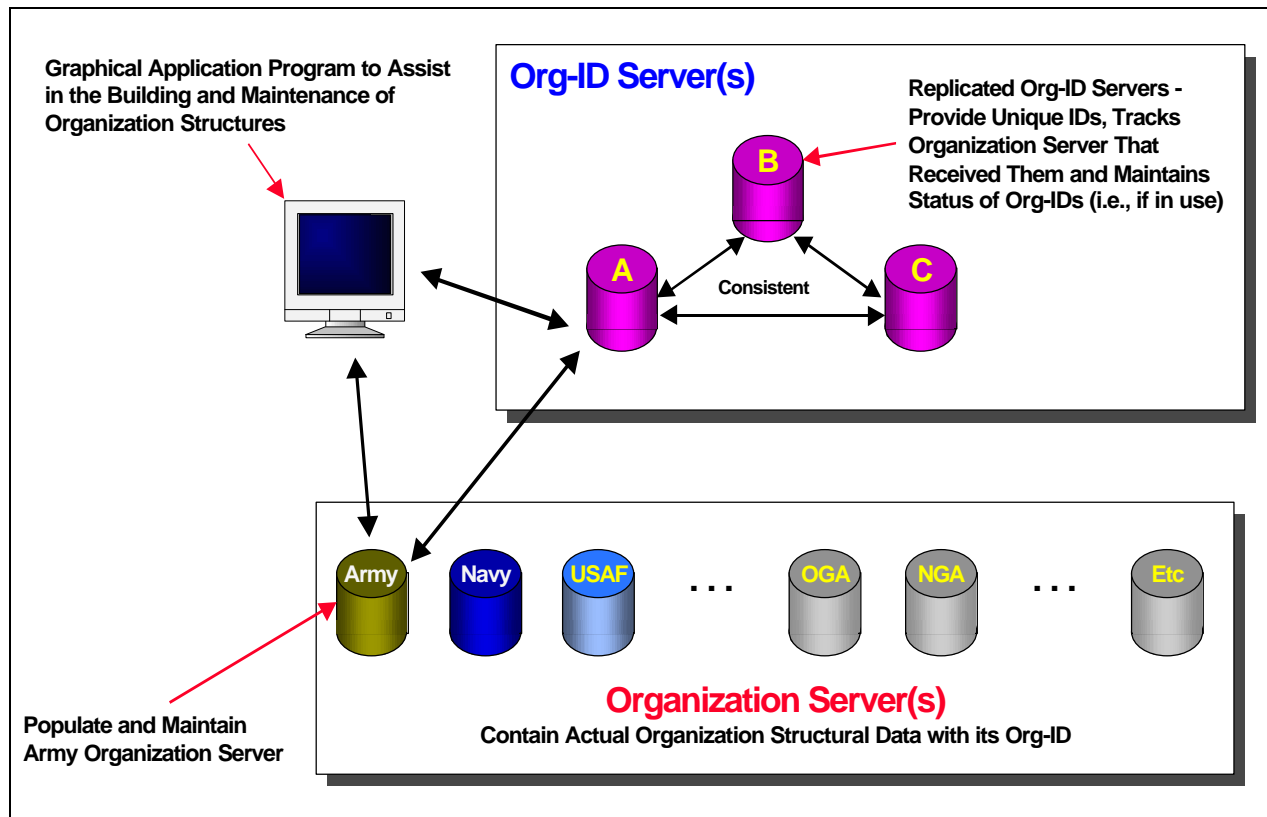 Graphical Application Program to Assist
in the Building and Maintenance of
Organization Structures
Org-ID Server(s)
Replicated Org-ID Servers -
Provide Unique IDs, Tracks
Organization Server That
Received Them and Maintains
Status of Org-IDs (i.e., if in use)
B
A
C
Consistent
Army
Navy
USAF
. . .
OGA
NGA
. . .
Etc
Organization Server(s)
Contain Actual Organization Structural Data with its Org-ID
Populate and Maintain
Army Organization Server